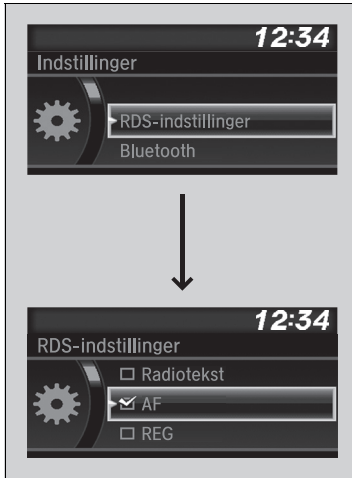 12:34
Indstillinger
RDS-indstillinger
Bluetooth
12:34
RDS-indstillinger
Radiotekst
AF
REG